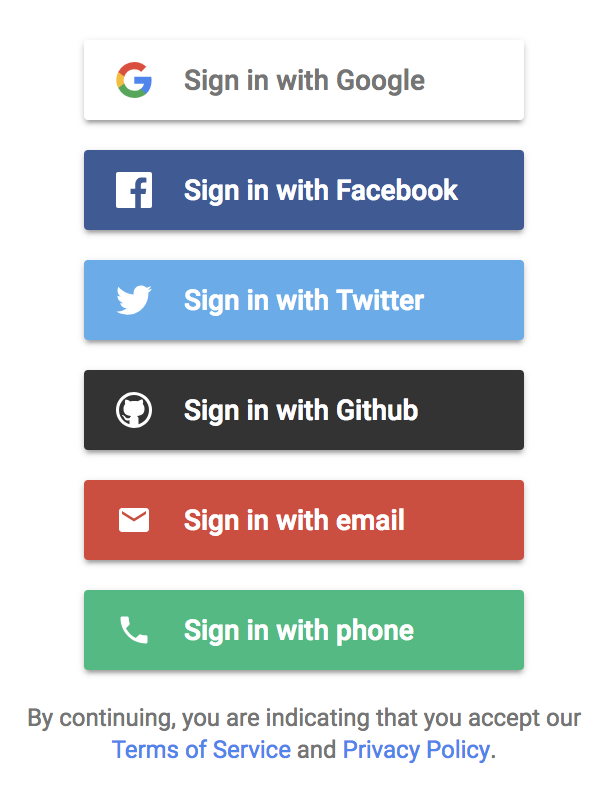 Sign in with Google
Sign in with Facebook
Sign in with Twitter
Sign in with Github
Sign in with email
Sign in with phone
By continuing, you are indicating that you accept our
Terms of Service and Privacy Policy.